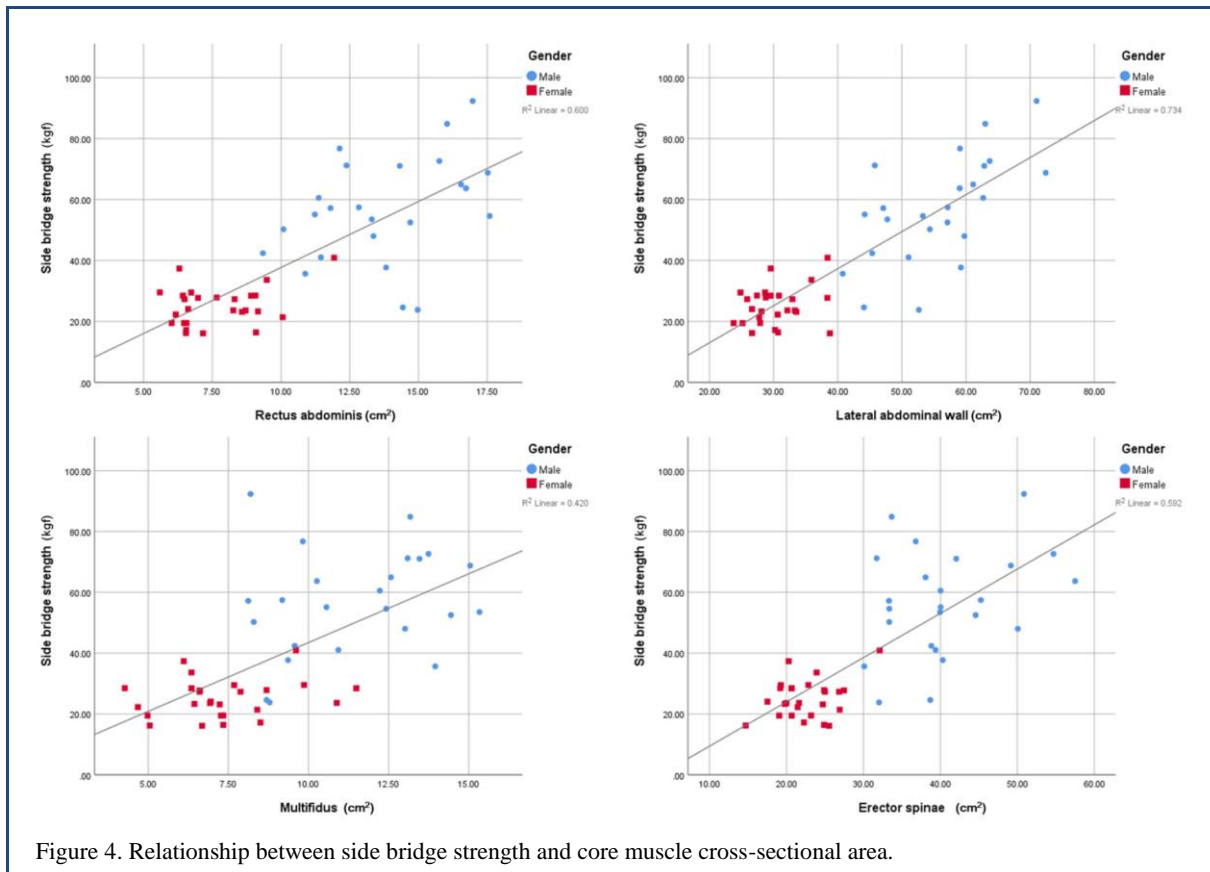 Gender
Male
Female
R² Linear = 0.600
100.00
80.00
60.00
40.00
20.00
.00
Side bridge strength (kgf)
5.00 7.50 10.00 12.50 15.00 17.50
Rectus abdominis (cm²)
Gender
Male
Female
R² Linear = 0.734
100.00
80.00
60.00
40.00
20.00
.00
Side bridge strength (kgf)
20.00 30.00 40.00 50.00 60.00 70.00 80.00
Lateral abdominal wall (cm²)
Gender
Male
Female
R² Linear = 0.420
100.00
80.00
60.00
40.00
20.00
.00
Side bridge strength (kgf)
5.00 7.50 10.00 12.50 15.00
Multifidus (cm²)
Gender
Male
Female
R² Linear = 0.592
100.00
80.00
60.00
40.00
20.00
.00
Side bridge strength (kgf)
10.00 20.00 30.00 40.00 50.00 60.00
Erector spinae (cm²)
Figure 4. Relationship between side bridge strength and core muscle cross-sectional area.